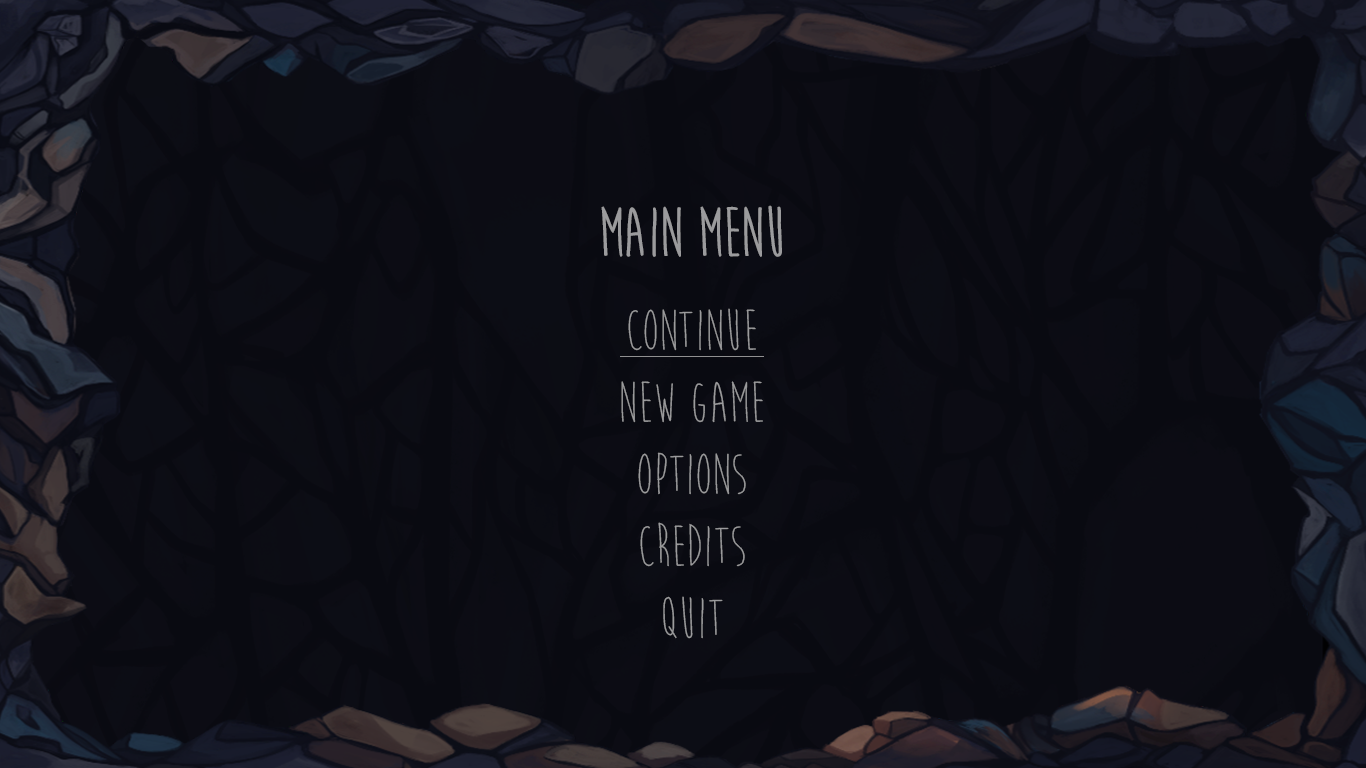 MAIN MENU
CONTINUE
NEW GAME
OPTIONS
CREDITS
QUIT